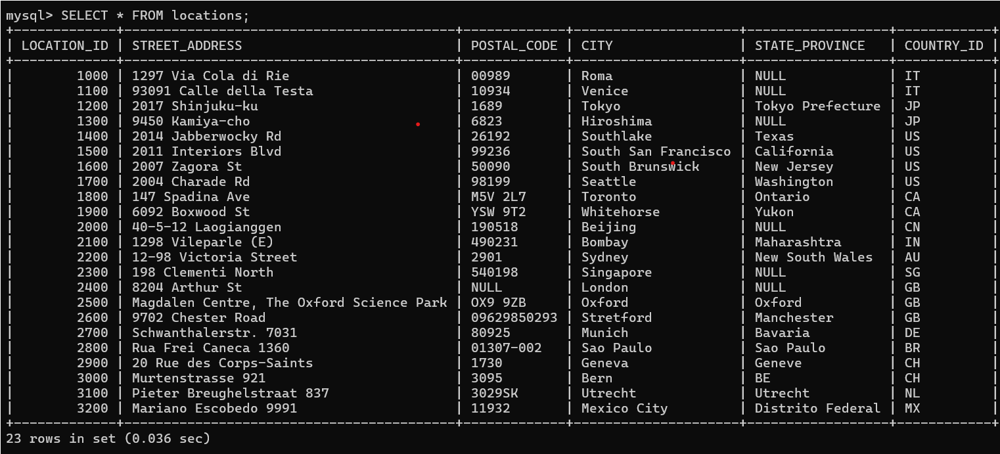 mysql> SELECT * FROM locations;
+-------------+------------------------------------------+-------------+---------------------+------------------+------------+
| LOCATION_ID | STREET_ADDRESS                           | POSTAL_CODE | CITY                | STATE_PROVINCE   | COUNTRY_ID |
+-------------+------------------------------------------+-------------+---------------------+------------------+------------+
|        1000 | 1297 Via Cola di Rie                     | 00989       | Roma                | NULL             | IT         |
|        1100 | 93091 Calle della Testa                  | 10934       | Venice              | NULL             | IT         |
|        1200 | 2017 Shinjuku-ku                         | 1689        | Tokyo               | Tokyo Prefecture | JP         |
|        1300 | 9450 Kamiya-cho                          | 6823        | Hiroshima           | NULL             | JP         |
|        1400 | 2014 Jabberwocky Rd                      | 26192       | Southlake           | Texas            | US         |
|        1500 | 2011 Interiors Blvd                      | 99236       | South San Francisco | California       | US         |
|        1600 | 2007 Zagora St                           | 50090       | South Brunswick     | New Jersey       | US         |
|        1700 | 2004 Charade Rd                          | 98199       | Seattle             | Washington       | US         |
|        1800 | 147 Spadina Ave                          | M5V 2L7     | Toronto             | Ontario          | CA         |
|        1900 | 6092 Boxwood St                          | YSW 9T2     | Whitehorse          | Yukon            | CA         |
|        2000 | 40-5-12 Laogianggen                      | 190518      | Beijing             | NULL             | CN         |
|        2100 | 1298 Vileparle (E)                       | 490231      | Bombay              | Maharashtra      | IN         |
|        2200 | 12-98 Victoria Street                    | 2901        | Sydney              | New South Wales  | AU         |
|        2300 | 198 Clementi North                       | 540198      | Singapore           | NULL             | SG         |
|        2400 | 8204 Arthur St                           | NULL        | London              | NULL             | GB         |
|        2500 | Magdalen Centre, The Oxford Science Park | OX9 9ZB     | Oxford              | Oxford           | GB         |
|        2600 | 9702 Chester Road                        | 09629850293 | Stretford           | Manchester       | GB         |
|        2700 | Schwanthalerstr. 7031                    | 80925       | Munich              | Bavaria          | DE         |
|        2800 | Rua Frei Caneca 1360                     | 01307-002   | Sao Paulo           | Sao Paulo        | BR         |
|        2900 | 20 Rue des Corps-Saints                  | 1730        | Geneva              | Geneve           | CH         |
|        3000 | Murtenstrasse 921                        | 3095        | Bern                | BE               | CH         |
|        3100 | Pieter Breughelstraat 837                | 3029SK      | Utrecht             | Utrecht          | NL         |
|        3200 | Mariano Escobedo 9991                    | 11932       | Mexico City         | Distrito Federal | MX         |
+-------------+------------------------------------------+-------------+---------------------+------------------+------------+
23 rows in set (0.036 sec)